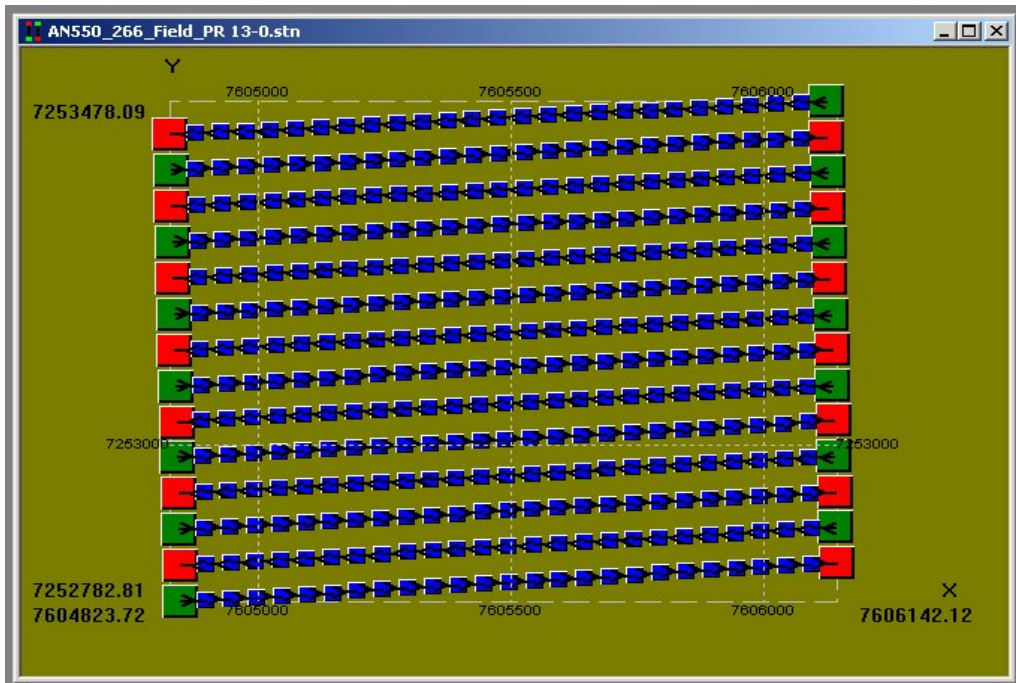 AN550_266_Field_PR 13-0.stn
Y
7605000 7605500 7606000
7253478.09
7253000 7253000
7252782.81
7605000 7605500 7606000 X
7604823.72 7606142.12